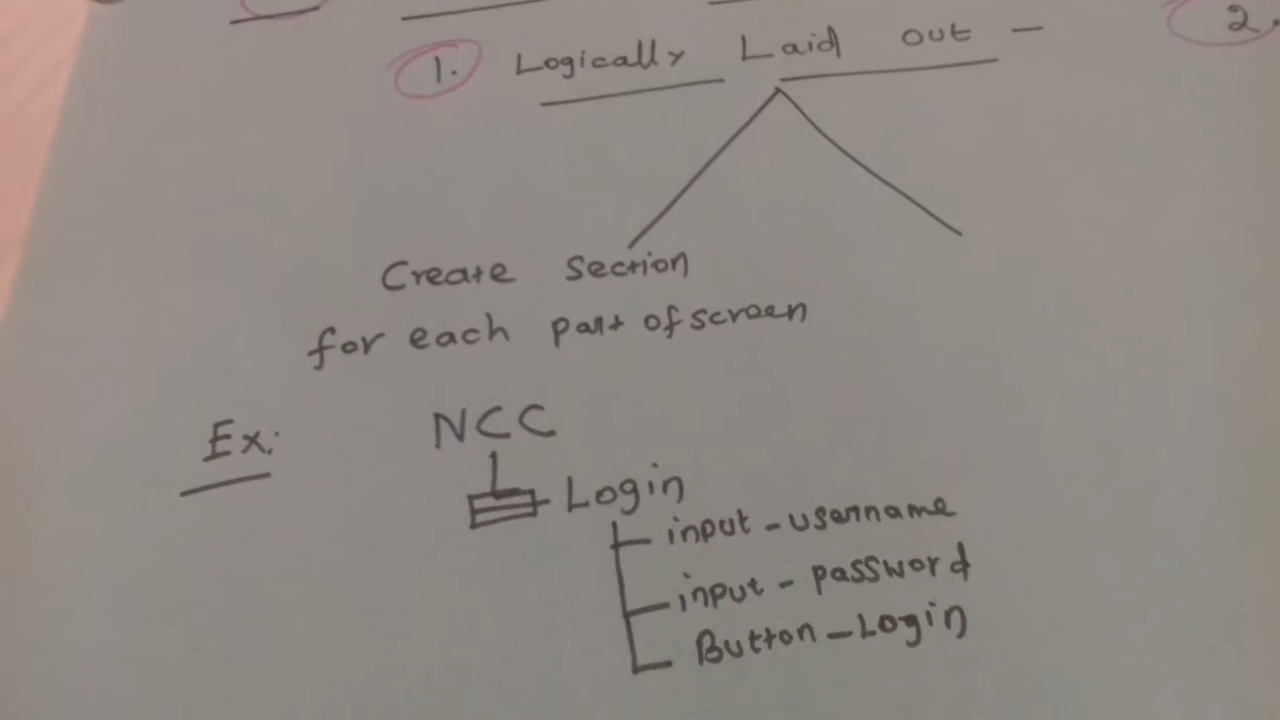 1. Logically Laid out - 2.
Create section
for each part of screen
Ex:
NCC
Login
input - username
input - password
Button - Login